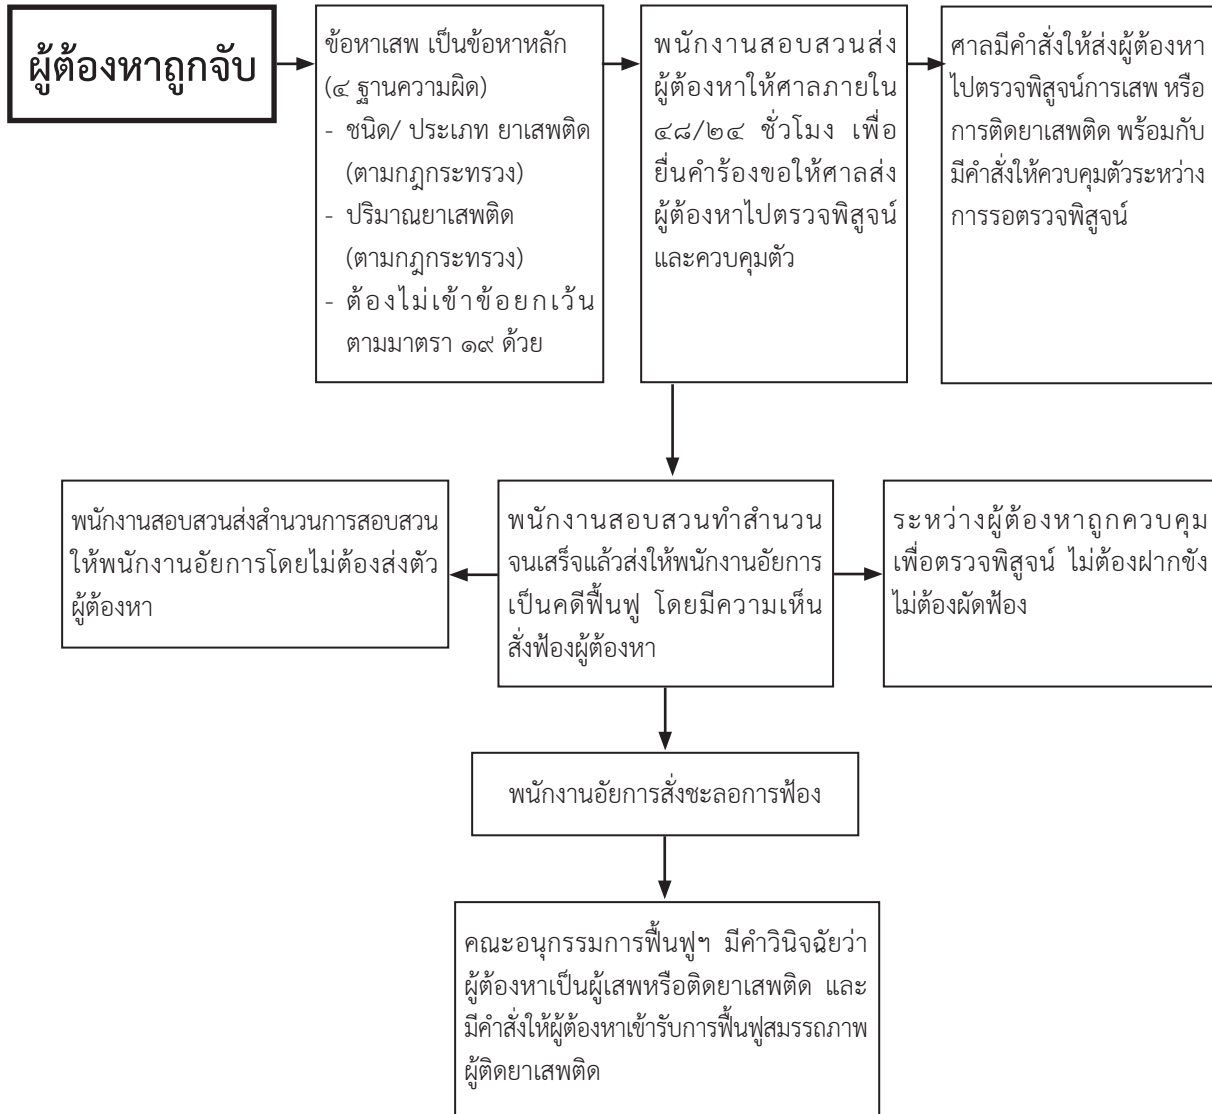 ผู้ต้องหาถูกจับ
ข้อหาเสพ เป็นข้อหาหลัก
(๔ ฐานความผิด)
- ชนิด/ ประเภท ยาเสพติด
(ตามกฎกระทรวง)
- ปริมาณยาเสพติด
(ตามกฎกระทรวง)
- ต้องไม่เข้าข้อยกเว้น
ตามมาตรา ๑๙ ด้วย
พนักงานสอบสวนส่ง
ผู้ต้องหาให้ศาลภายใน
๔๘/๒๔ ชั่วโมง เพื่อ
ยื่นคำร้องขอให้ศาลส่ง
ผู้ต้องหาไปตรวจพิสูจน์
และควบคุมตัว
ศาลมีคำสั่งให้ส่งผู้ต้องหา
ไปตรวจพิสูจน์การเสพ หรือ
การติดยาเสพติด พร้อมกับ
มีคำสั่งให้ควบคุมตัวระหว่าง
การรอตรวจพิสูจน์
พนักงานสอบสวนส่งสำนวนการสอบสวน
ให้พนักงานอัยการโดยไม่ต้องส่งตัว
ผู้ต้องหา
พนักงานสอบสวนทำสำนวน
จนเสร็จแล้วส่งให้พนักงานอัยการ
เป็นคดีฟื้นฟู โดยมีความเห็น
สั่งฟ้องผู้ต้องหา
ระหว่างผู้ต้องหาถูกควบคุม
เพื่อตรวจพิสูจน์ ไม่ต้องฝากขัง
ไม่ต้องผัดฟ้อง
พนักงานอัยการสั่งชะลอการฟ้อง
คณะอนุกรรมการฟื้นฟูฯ มีคำวินิจฉัยว่า
ผู้ต้องหาเป็นผู้เสพหรือติดยาเสพติด และ
มีคำสั่งให้ผู้ต้องหาเข้ารับการฟื้นฟูสมรรถภาพ
ผู้ติดยาเสพติด